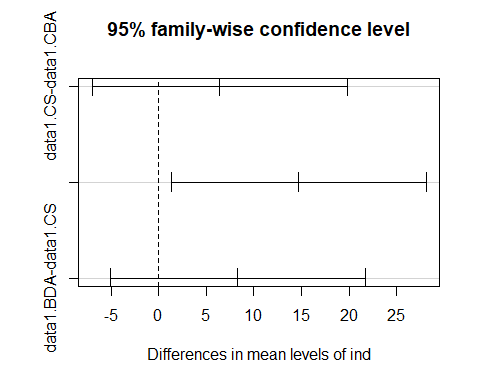 95% family-wise confidence level
data1.CS-data1.CBA
data1.BDA-data1.CS
-5 0 5 10 15 20 25
Differences in mean levels of ind